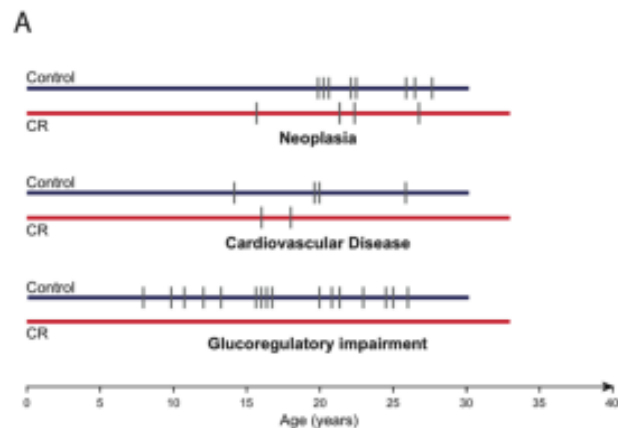 A
Control
CR
Neoplasia
Control
CR
Cardiovascular Disease
Control
CR
Glucoregulatory impairment
0 5 10 15 20 25 30 35 40
Age (years)